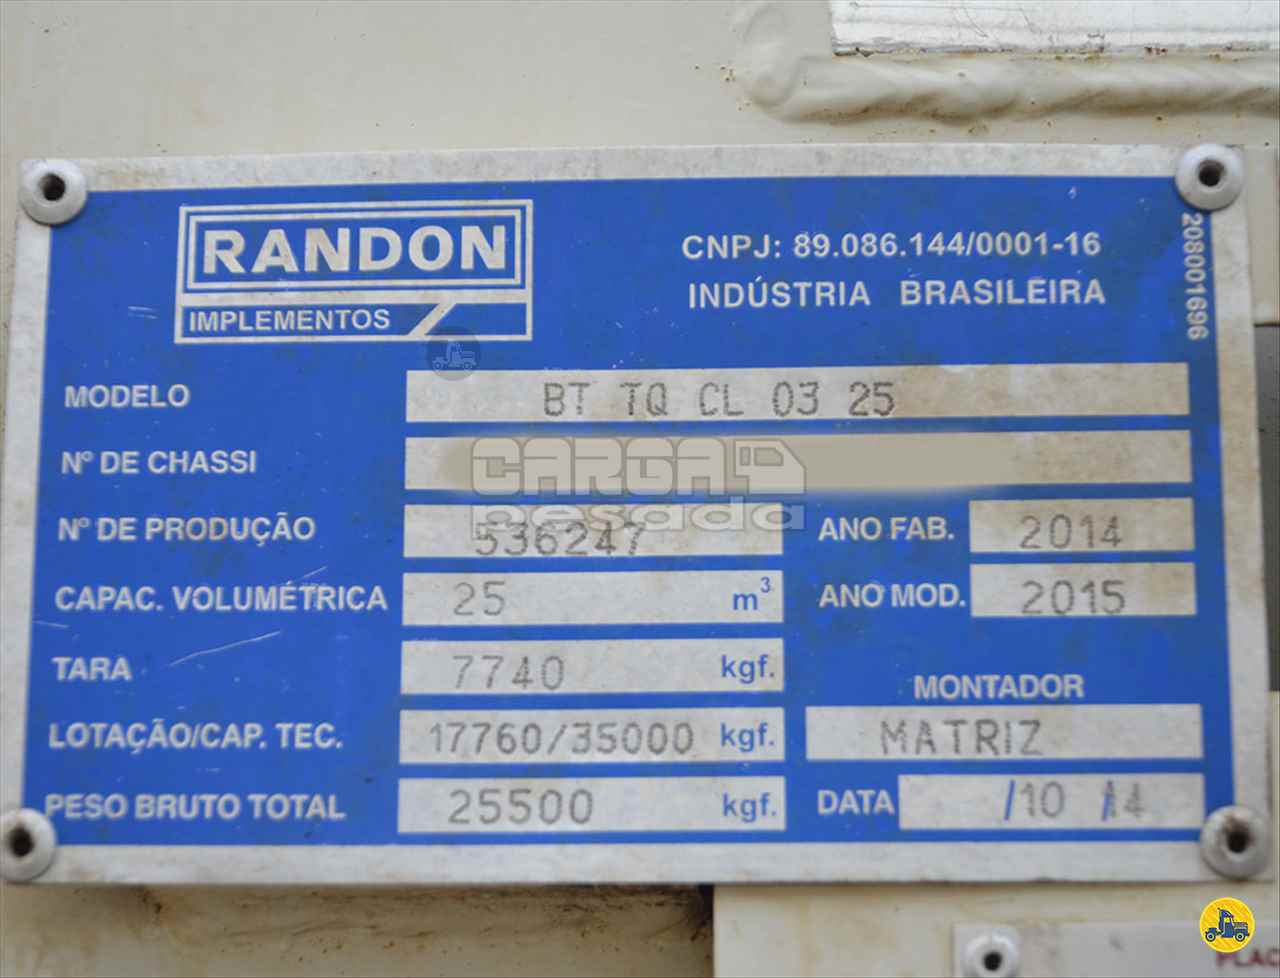 RANDON
IMPLEMENTOS
CNPJ: 89.086.144/0001-16
INDÚSTRIA BRASILEIRA
2080001696
MODELO BT TQ CL 03 25
Nº DE CHASSI
CARGA
pesada
Nº DE PRODUÇÃO 536247 ANO FAB. 2014
CAPAC. VOLUMÉTRICA 25 m³ ANO MOD. 2015
TARA 7740 kgf.
MONTADOR
LOTAÇÃO/CAP. TEC. 17760/35000 kgf. MATRIZ
PESO BRUTO TOTAL 25500 kgf. DATA /10 /14